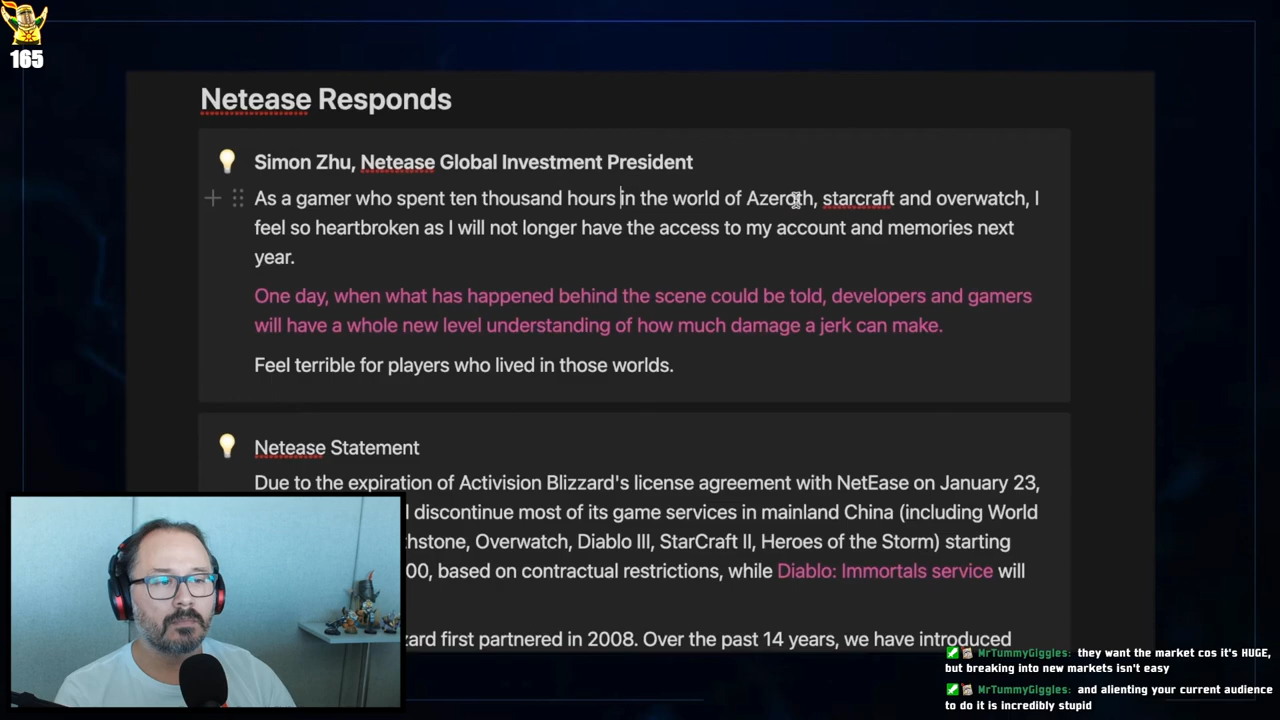 165
Netease Responds
Simon Zhu, Netease Global Investment President
As a gamer who spent ten thousand hours in the world of Azeroth, starcraft and overwatch, I
feel so heartbroken as I will not longer have the access to my account and memories next
year.
One day, when what has happened behind the scene could be told, developers and gamers
will have a whole new level understanding of how much damage a jerk can make.
Feel terrible for players who lived in those worlds.
Netease Statement
Due to the expiration of Activision Blizzard's license agreement with NetEase on January 23,
l discontinue most of its game services in mainland China (including World
thstone, Overwatch, Diablo III, StarCraft II, Heroes of the Storm) starting
00, based on contractual restrictions, while Diablo: Immortals service will
zard first partnered in 2008. Over the past 14 years, we have introduced
MrTummyGiggles: they want the market cos it's HUGE,
but breaking into new markets isn't easy
MrTummyGiggles: and alienting your current audience
to do it is incredibly stupid